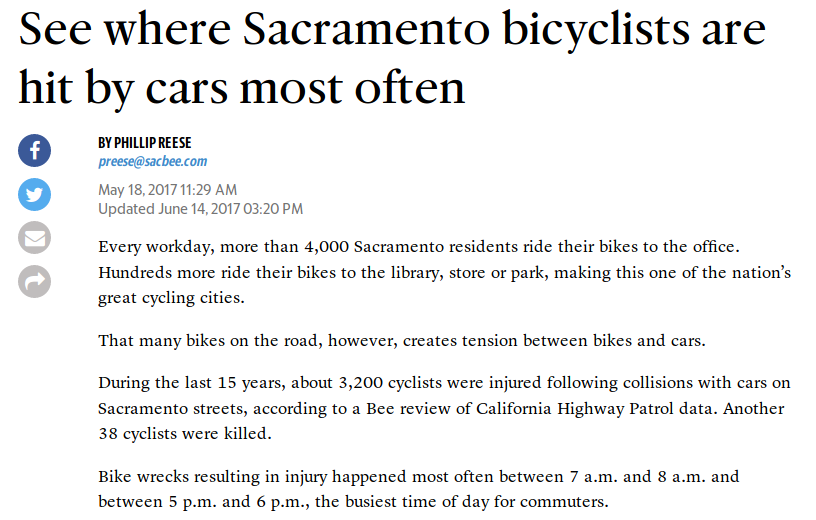 See where Sacramento bicyclists are
hit by cars most often
BY PHILLIP REESE
preese@sacbee.com
May 18, 2017 11:29 AM
Updated June 14, 2017 03:20 PM
Every workday, more than 4,000 Sacramento residents ride their bikes to the office.
Hundreds more ride their bikes to the library, store or park, making this one of the nation’s
great cycling cities.
That many bikes on the road, however, creates tension between bikes and cars.
During the last 15 years, about 3,200 cyclists were injured following collisions with cars on
Sacramento streets, according to a Bee review of California Highway Patrol data. Another
38 cyclists were killed.
Bike wrecks resulting in injury happened most often between 7 a.m. and 8 a.m. and
between 5 p.m. and 6 p.m., the busiest time of day for commuters.